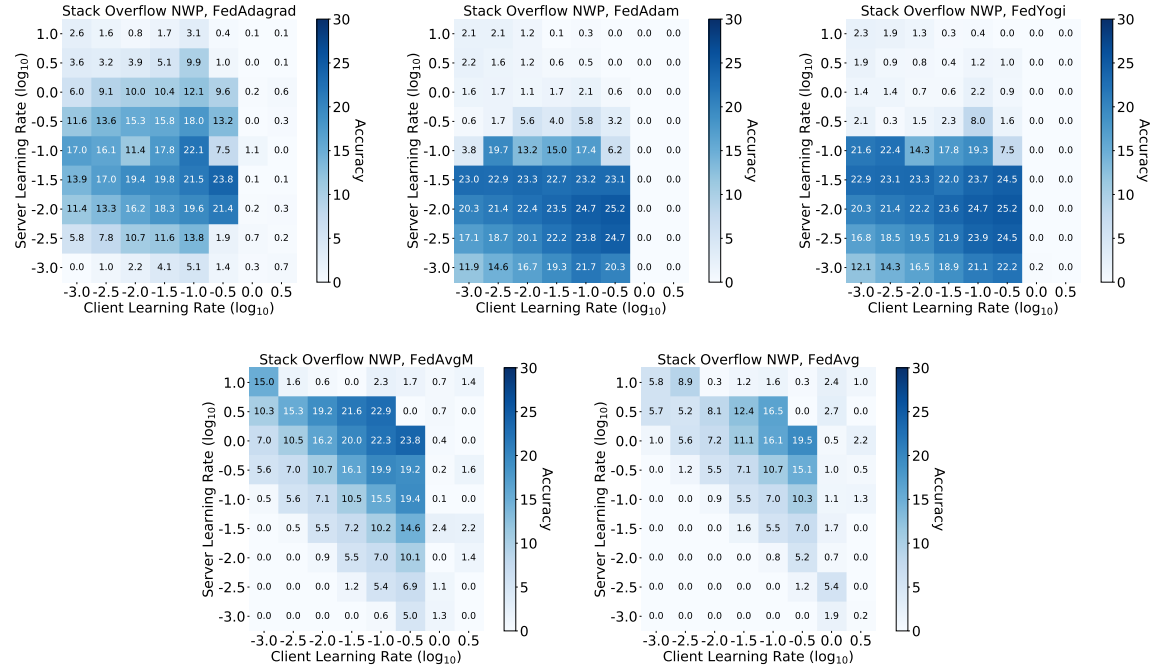 Stack Overflow NWP, FedAdagrad
Server Learning Rate (log10)
1.0 2.6 1.6 0.8 1.7 3.1 0.4 0.1 0.1
0.5 3.6 3.2 3.9 5.1 9.9 1.0 0.0 0.1
0.0 6.0 9.1 10.0 10.4 12.1 9.6 0.2 0.6
-0.5 11.6 13.6 15.3 15.8 18.0 13.2 0.0 0.3
-1.0 17.0 16.1 11.4 17.8 22.1 7.5 1.1 0.0
-1.5 13.9 17.0 19.4 19.8 21.5 23.8 0.1 0.1
-2.0 11.4 13.3 16.2 18.3 19.6 21.4 0.2 0.3
-2.5 5.8 7.8 10.7 11.6 13.8 1.9 0.7 0.2
-3.0 0.0 1.0 2.2 4.1 5.1 1.4 0.3 0.7
-3.0 -2.5 -2.0 -1.5 -1.0 -0.5 0.0 0.5
Client Learning Rate (log10)
30
25
20
15
10
5
0
Accuracy
Stack Overflow NWP, FedAdam
Server Learning Rate (log10)
1.0 2.1 2.1 1.2 0.1 0.3 0.0 0.0 0.0
0.5 2.2 1.6 1.2 0.6 0.5 0.0 0.0 0.0
0.0 1.6 1.7 1.1 1.7 2.1 0.6 0.0 0.0
-0.5 0.6 1.7 5.6 4.0 5.8 3.2 0.0 0.0
-1.0 3.8 19.7 13.2 15.0 17.4 6.2 0.0 0.0
-1.5 23.0 22.9 23.3 22.7 23.2 23.1 0.0 0.0
-2.0 20.3 21.4 22.4 23.5 24.7 25.2 0.0 0.0
-2.5 17.1 18.7 20.1 22.2 23.8 24.7 0.0 0.0
-3.0 11.9 14.6 16.7 19.3 21.7 20.3 0.0 0.0
-3.0 -2.5 -2.0 -1.5 -1.0 -0.5 0.0 0.5
Client Learning Rate (log10)
30
25
20
15
10
5
0
Accuracy
Stack Overflow NWP, FedYogi
Server Learning Rate (log10)
1.0 2.3 1.9 1.3 0.3 0.4 0.0 0.0 0.0
0.5 1.9 0.9 0.8 0.4 1.2 1.0 0.0 0.0
0.0 1.4 1.4 0.7 0.6 2.2 0.9 0.0 0.0
-0.5 2.1 0.3 1.5 2.9 8.0 1.6 0.0 0.0
-1.0 21.6 22.4 14.3 17.8 19.3 7.5 0.0 0.0
-1.5 22.9 23.1 23.3 22.0 23.7 24.5 0.0 0.0
-2.0 20.3 21.4 22.2 23.6 24.7 25.2 0.0 0.0
-2.5 16.8 18.5 19.5 21.9 23.9 24.5 0.0 0.0
-3.0 12.1 14.3 16.5 18.9 21.1 22.2 0.2 0.0
-3.0 -2.5 -2.0 -1.5 -1.0 -0.5 0.0 0.5
Client Learning Rate (log10)
30
25
20
15
10
5
0
Accuracy
Stack Overflow NWP, FedAvgM
Server Learning Rate (log10)
1.0 15.0 1.6 0.6 0.0 2.3 1.7 0.7 1.4
0.5 10.3 15.3 19.2 21.6 22.9 0.0 0.7 0.0
0.0 7.0 10.5 16.2 20.0 22.3 23.8 0.4 0.0
-0.5 5.6 7.0 10.7 16.1 19.9 19.2 0.2 1.6
-1.0 0.5 5.6 7.1 10.5 15.5 19.4 0.1 0.0
-1.5 0.0 0.5 5.5 7.2 10.2 14.6 2.4 2.2
-2.0 0.0 0.0 0.9 5.5 7.0 10.1 0.0 1.4
-2.5 0.0 0.0 0.0 1.2 5.4 6.9 1.1 0.0
-3.0 0.0 0.0 0.0 0.0 0.6 5.0 1.3 0.0
-3.0 -2.5 -2.0 -1.5 -1.0 -0.5 0.0 0.5
Client Learning Rate (log10)
30
25
20
15
10
5
0
Accuracy
Stack Overflow NWP, FedAvg
Server Learning Rate (log10)
1.0 5.8 8.9 0.3 1.2 1.6 0.3 2.4 1.0
0.5 5.7 5.2 8.1 12.4 16.5 0.0 2.7 0.0
0.0 1.0 5.6 7.2 11.1 16.1 19.5 0.5 2.2
-0.5 0.0 1.2 5.5 7.1 10.7 15.1 1.0 0.5
-1.0 0.0 0.0 0.9 5.5 7.0 10.3 1.1 1.3
-1.5 0.0 0.0 0.0 1.6 5.5 7.0 1.7 0.0
-2.0 0.0 0.0 0.0 0.0 0.8 5.2 0.7 0.0
-2.5 0.0 0.0 0.0 0.0 0.0 1.2 5.4 0.0
-3.0 0.0 0.0 0.0 0.0 0.0 0.0 1.9 0.2
-3.0 -2.5 -2.0 -1.5 -1.0 -0.5 0.0 0.5
Client Learning Rate (log10)
30
25
20
15
10
5
0
Accuracy